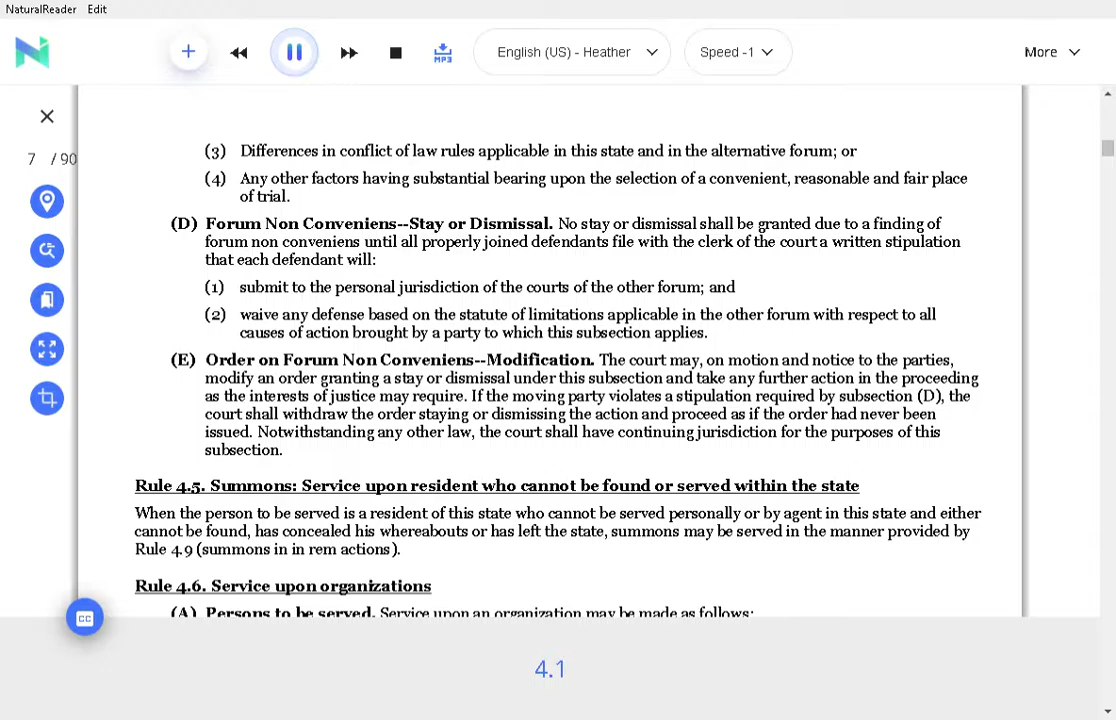 NaturalReader Edit
MP3
English (US) - Heather
Speed -1
More
7 / 90
(3) Differences in conflict of law rules applicable in this state and in the alternative forum; or
(4) Any other factors having substantial bearing upon the selection of a convenient, reasonable and fair place
of trial.
(D) Forum Non Conveniens--Stay or Dismissal. No stay or dismissal shall be granted due to a finding of
forum non conveniens until all properly joined defendants file with the clerk of the court a written stipulation
that each defendant will:
(1) submit to the personal jurisdiction of the courts of the other forum; and
(2) waive any defense based on the statute of limitations applicable in the other forum with respect to all
causes of action brought by a party to which this subsection applies.
(E) Order on Forum Non Conveniens--Modification. The court may, on motion and notice to the parties,
modify an order granting a stay or dismissal under this subsection and take any further action in the proceeding
as the interests of justice may require. If the moving party violates a stipulation required by subsection (D), the
court shall withdraw the order staying or dismissing the action and proceed as if the order had never been
issued. Notwithstanding any other law, the court shall have continuing jurisdiction for the purposes of this
subsection.
Rule 4.5. Summons: Service upon resident who cannot be found or served within the state
When the person to be served is a resident of this state who cannot be served personally or by agent in this state and either
cannot be found, has concealed his whereabouts or has left the state, summons may be served in the manner provided by
Rule 4.9 (summons in in rem actions).
Rule 4.6. Service upon organizations
(A) Persons to be served. Service upon an organization may be made as follows:
CC
4.1